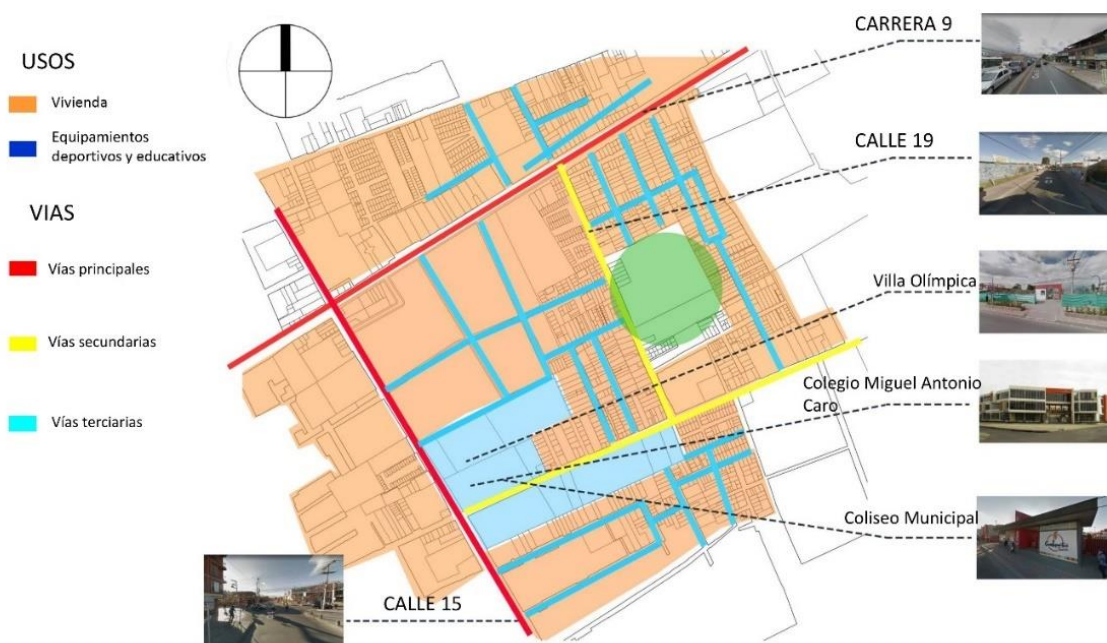 USOS
Vivienda
Equipamientos
deportivos y educativos
VIAS
Vías principales
Vías secundarias
Vías terciarias
CARRERA 9
CALLE 19
Villa Olímpica
Colegio Miguel Antonio
Caro
Coliseo Municipal
CALLE 15